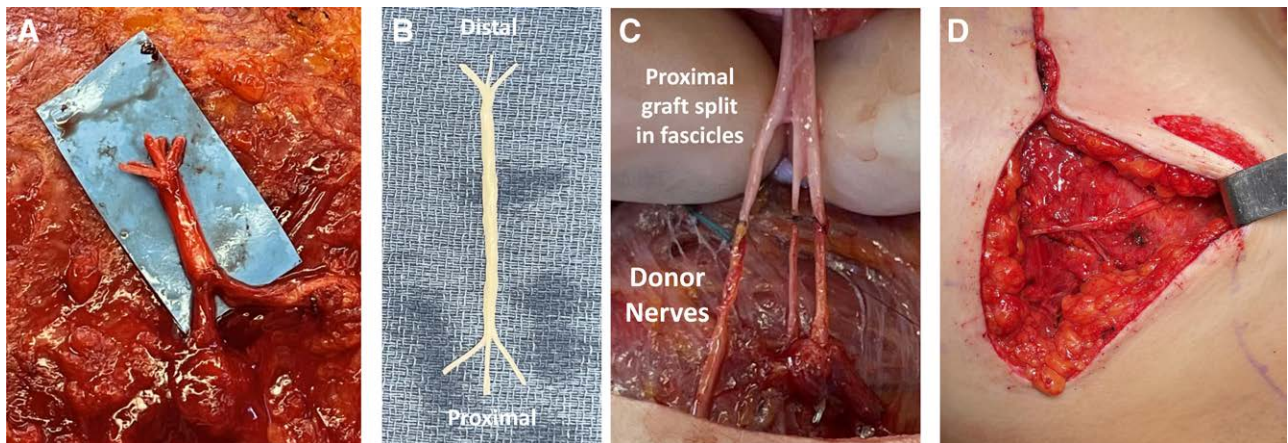 A
B
Distal
Proximal
C
Proximal
graft split
in fascicles
Donor
Nerves
D